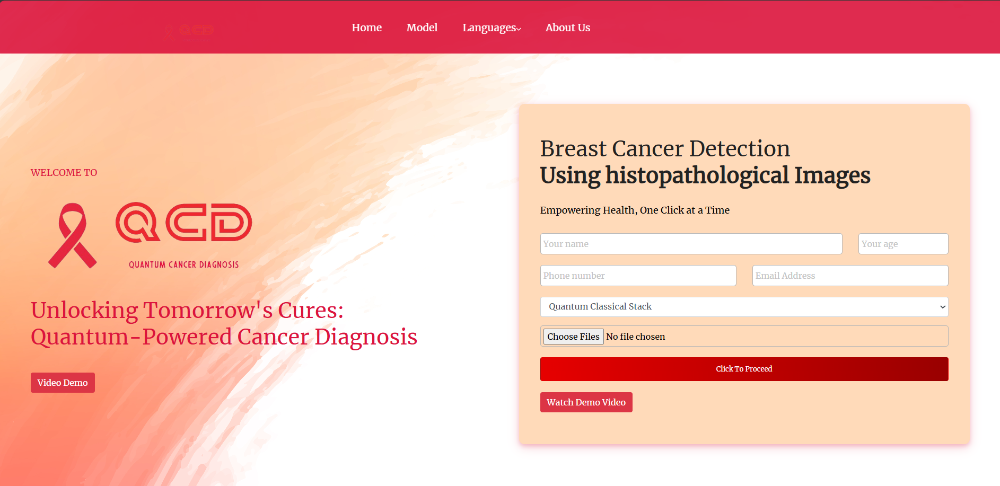 QCD
Home
Model
Languages
About Us
WELCOME TO
QCD
QUANTUM CANCER DIAGNOSIS
Unlocking Tomorrow's Cures:
Quantum-Powered Cancer Diagnosis
Video Demo
Breast Cancer Detection
Using histopathological Images
Empowering Health, One Click at a Time
Your name
Your age
Phone number
Email Address
Quantum Classical Stack
Choose Files No file chosen
Click To Proceed
Watch Demo Video